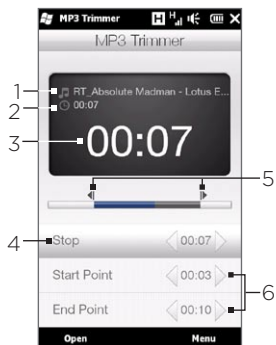 MP3 Trimmer
MP3 Trimmer
1 RT_Absolute Madman - Lotus E...
2 00:07
3 00:07
5
4 Stop 00:07
Start Point 00:03
6
End Point 00:10
Open Menu